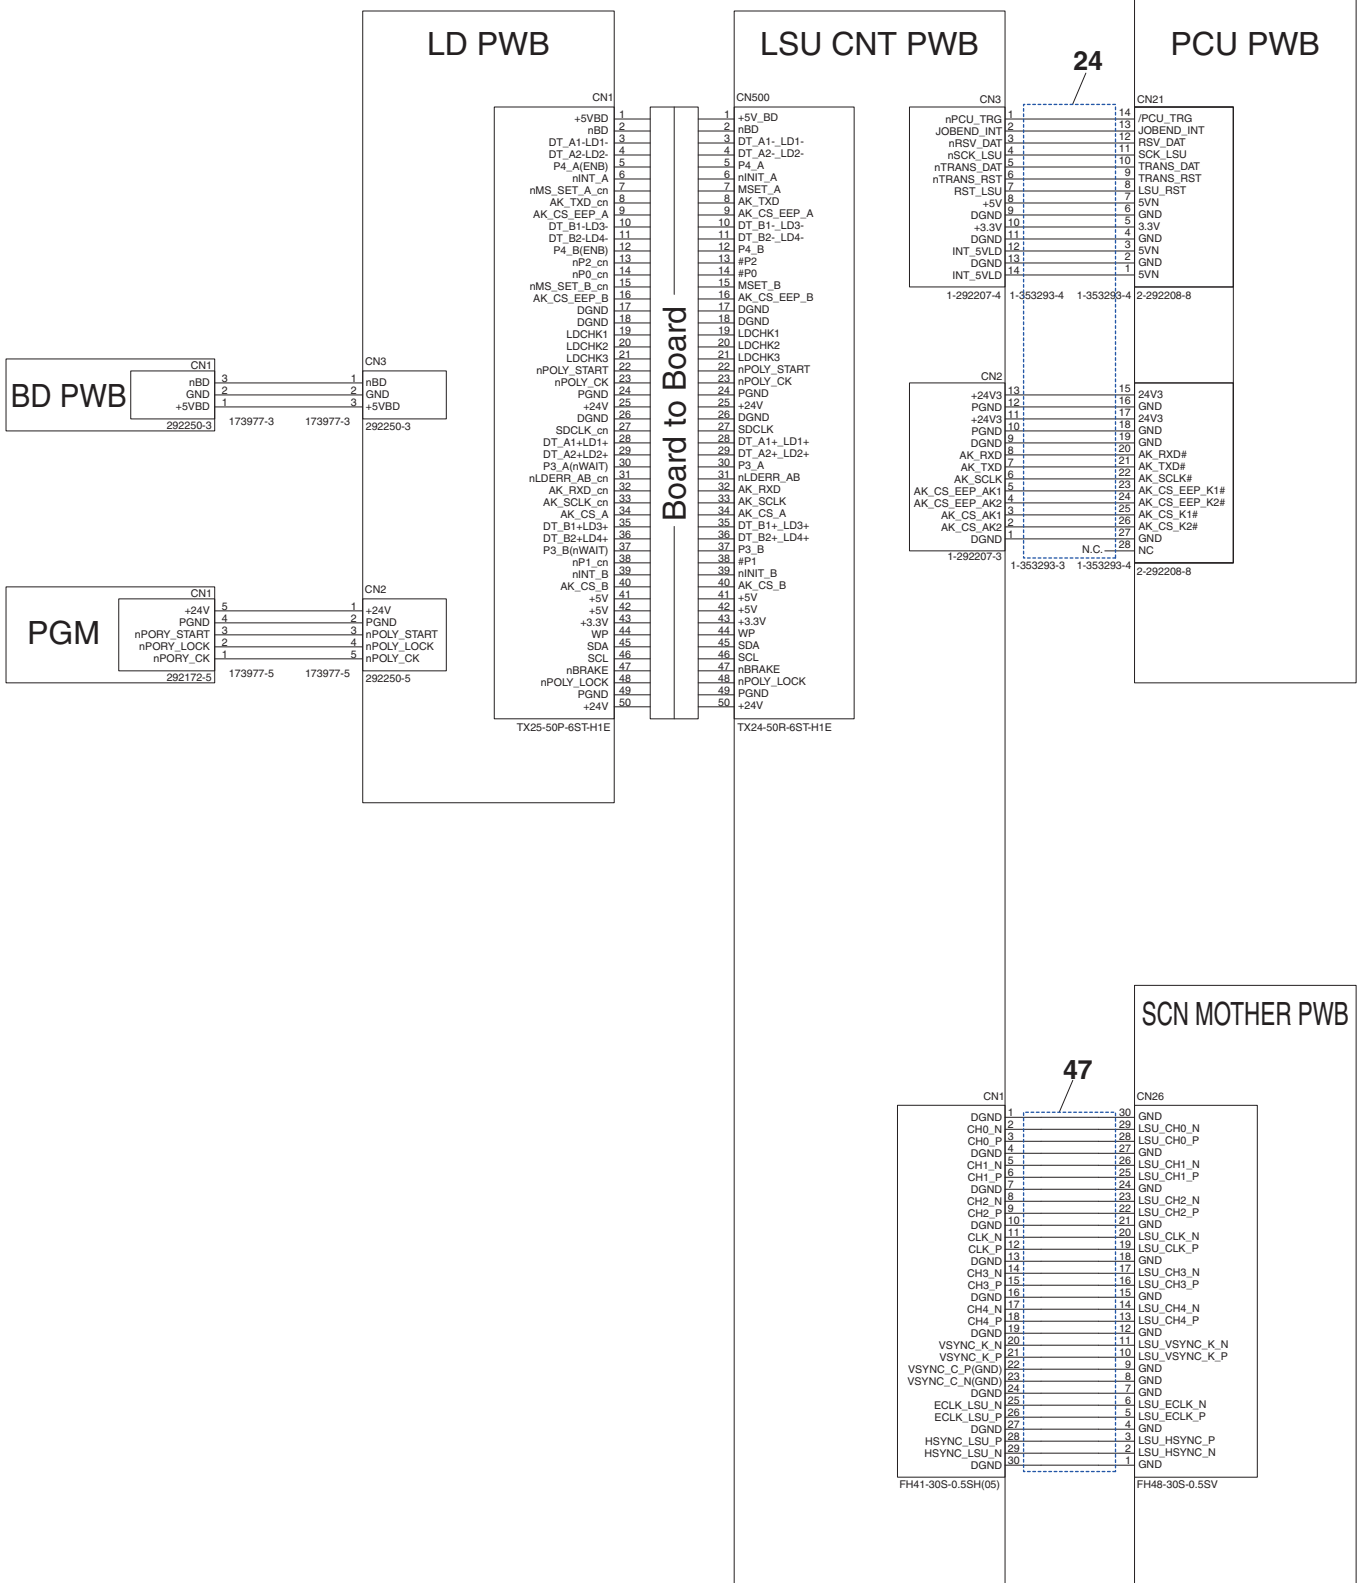 LD PWB
LSU CNT PWB
PCU PWB
24
CN1
+5VBD 1
nBD 2
DT_A1-LD1- 3
DT_A2-LD2- 4
P4_A(ENB) 5
nINT_A 6
nMS_SET_A_cn 7
AK_TXD_cn 8
AK_CS_EEP_A 9
DT_B1-LD3- 10
DT_B2-LD4- 11
P4_B(ENB) 12
nP2_cn 13
nP0_cn 14
nMS_SET_B_cn 15
AK_CS_EEP_B 16
DGND 17
DGND 18
LDCHK1 19
LDCHK2 20
LDCHK3 21
nPOLY_START 22
nPOLY_CK 23
PGND 24
+24V 25
DGND 26
SDCLK_cn 27
DT_A1+LD1+ 28
DT_A2+LD2+ 29
P3_A(nWAIT) 30
nLDERR_AB_cn 31
AK_RXD_cn 32
AK_SCLK_cn 33
AK_CS_A 34
DT_B1+LD3+ 35
DT_B2+LD4+ 36
P3_B(nWAIT) 37
nP1_cn 38
nINT_B 39
AK_CS_B 40
+5V 41
+5V 42
+3.3V 43
WP 44
SDA 45
SCL 46
nBRAKE 47
nPOLY_LOCK 48
PGND 49
+24V 50
TX25-50P-6ST-H1E
Board to Board
CN500
1 +5V_BD
2 nBD
3 DT_A1-_LD1-
4 DT_A2-_LD2-
5 P4_A
6 nINIT_A
7 MSET_A
8 AK_TXD
9 AK_CS_EEP_A
10 DT_B1-_LD3-
11 DT_B2-_LD4-
12 P4_B
13 #P2
14 #P0
15 MSET_B
16 AK_CS_EEP_B
17 DGND
18 DGND
19 LDCHK1
20 LDCHK2
21 LDCHK3
22 nPOLY_START
23 nPOLY_CK
24 PGND
25 +24V
26 DGND
27 SDCLK
28 DT_A1+_LD1+
29 DT_A2+_LD2+
30 P3_A
31 nLDERR_AB
32 AK_RXD
33 AK_SCLK
34 AK_CS_A
35 DT_B1+_LD3+
36 DT_B2+_LD4+
37 P3_B
38 #P1
39 nINIT_B
40 AK_CS_B
41 +5V
42 +5V
43 +3.3V
44 WP
45 SDA
46 SCL
47 nBRAKE
48 nPOLY_LOCK
49 PGND
50 +24V
TX24-50R-6ST-H1E
CN3 CN21
nPCU_TRG 1 14 /PCU_TRG
JOBEND_INT 2 13 JOBEND_INT
nRSV_DAT 3 12 RSV_DAT
nSCK_LSU 4 11 SCK_LSU
nTRANS_DAT 5 10 TRANS_DAT
nTRANS_RST 6 9 TRANS_RST
RST_LSU 7 8 LSU_RST
+5V 8 7 5VN
DGND 9 6 GND
+3.3V 10 5 3.3V
DGND 11 4 GND
INT_5VLD 12 3 5VN
DGND 13 2 GND
INT_5VLD 14 1 5VN
1-292207-4 1-353293-4 1-353293-4 2-292208-8
CN2
+24V3 13 15 24V3
PGND 12 16 GND
+24V3 11 17 24V3
PGND 10 18 GND
DGND 9 19 GND
AK_RXD 8 20 AK_RXD#
AK_TXD 7 21 AK_TXD#
AK_SCLK 6 22 AK_SCLK#
AK_CS_EEP_AK1 5 23 AK_CS_EEP_K1#
AK_CS_EEP_AK2 4 24 AK_CS_EEP_K2#
AK_CS_AK1 3 25 AK_CS_K1#
AK_CS_AK2 2 26 AK_CS_K2#
DGND 1 27 GND
N.C. 28 NC
1-292207-3 1-353293-3 1-353293-4 2-292208-8
BD PWB
CN1 CN3
nBD 3 1 nBD
GND 2 2 GND
+5VBD 1 3 +5VBD
292250-3 173977-3 173977-3 292250-3
PGM
CN1 CN2
+24V 5 1 +24V
PGND 4 2 PGND
nPORY_START 3 3 nPOLY_START
nPORY_LOCK 2 4 nPOLY_LOCK
nPORY_CK 1 5 nPOLY_CK
292172-5 173977-5 173977-5 292250-5
SCN MOTHER PWB
47
CN1 CN26
DGND 1 30 GND
CH0_N 2 29 LSU_CH0_N
CH0_P 3 28 LSU_CH0_P
DGND 4 27 GND
CH1_N 5 26 LSU_CH1_N
CH1_P 6 25 LSU_CH1_P
DGND 7 24 GND
CH2_N 8 23 LSU_CH2_N
CH2_P 9 22 LSU_CH2_P
DGND 10 21 GND
CLK_N 11 20 LSU_CLK_N
CLK_P 12 19 LSU_CLK_P
DGND 13 18 GND
CH3_N 14 17 LSU_CH3_N
CH3_P 15 16 LSU_CH3_P
DGND 16 15 GND
CH4_N 17 14 LSU_CH4_N
CH4_P 18 13 LSU_CH4_P
DGND 19 12 GND
VSYNC_K_N 20 11 LSU_VSYNC_K_N
VSYNC_K_P 21 10 LSU_VSYNC_K_P
VSYNC_C_P(GND) 22 9 GND
VSYNC_C_N(GND) 23 8 GND
DGND 24 7 GND
ECLK_LSU_N 25 6 LSU_ECLK_N
ECLK_LSU_P 26 5 LSU_ECLK_P
DGND 27 4 GND
HSYNC_LSU_P 28 3 LSU_HSYNC_P
HSYNC_LSU_N 29 2 LSU_HSYNC_N
DGND 30 1 GND
FH41-30S-0.5SH(05) FH48-30S-0.5SV